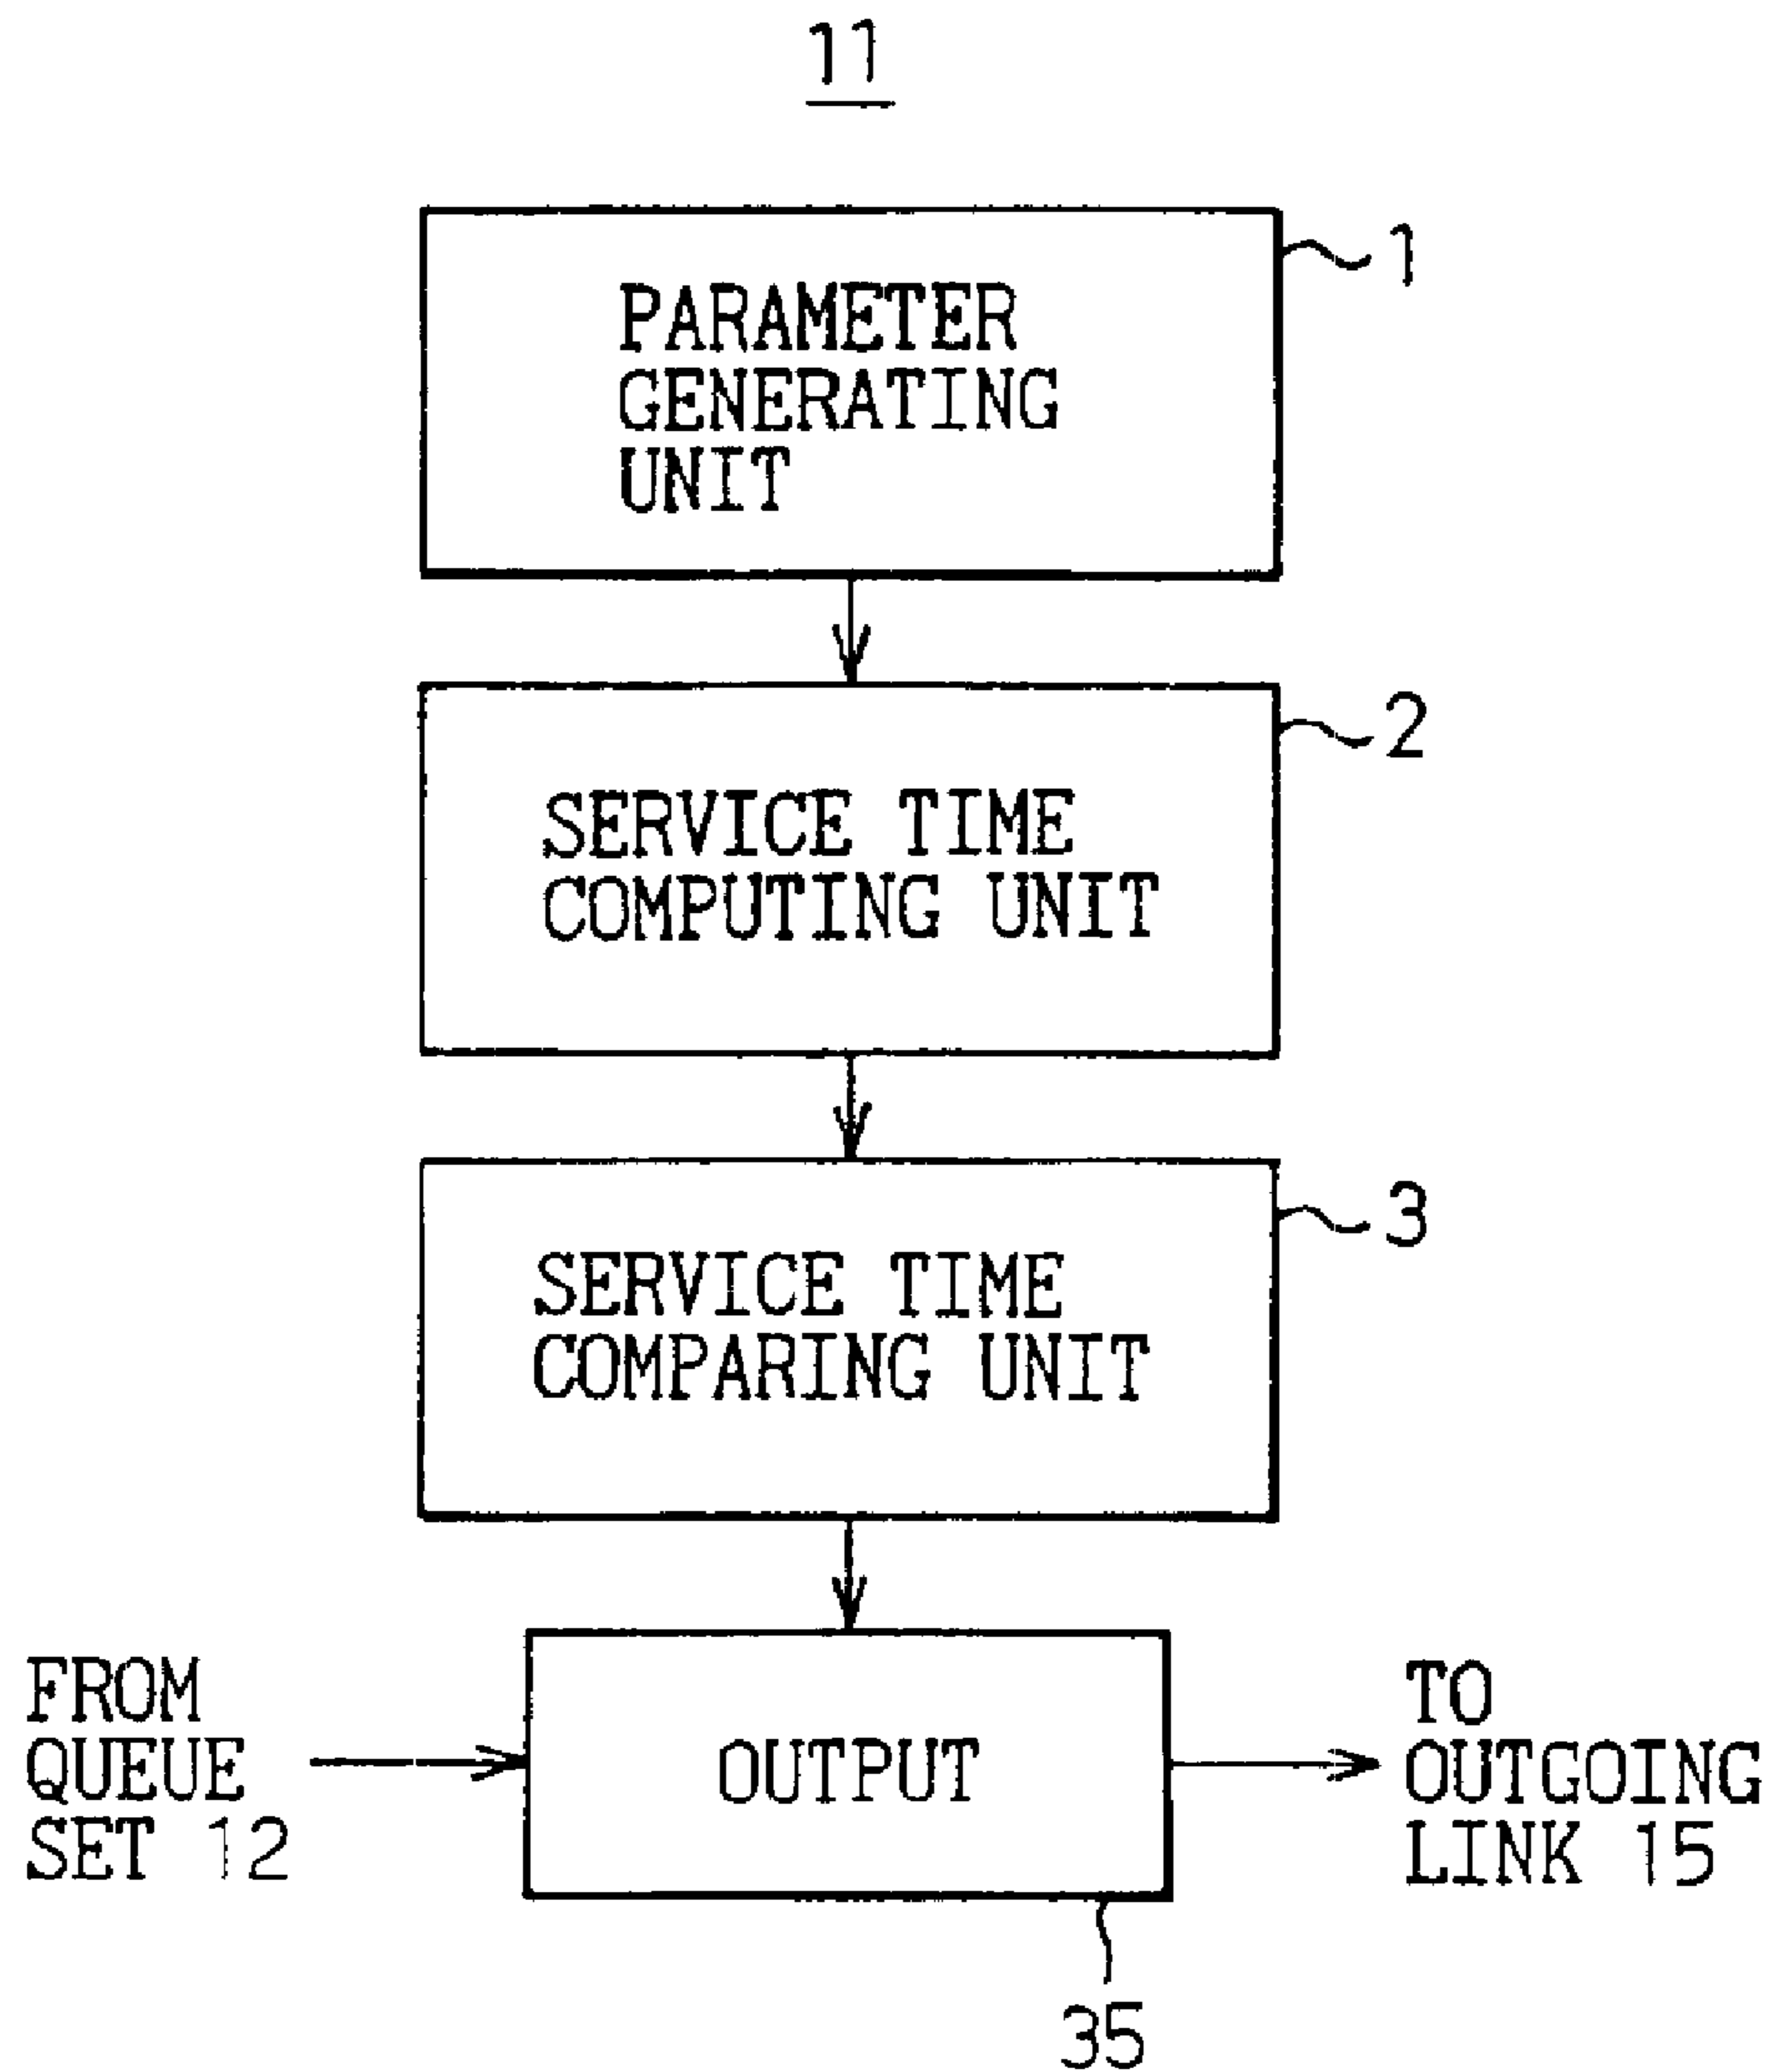 11
PARAMETER
GENERATING
UNIT
1
SERVICE TIME
COMPUTING UNIT
2
SERVICE TIME
COMPARING UNIT
3
FROM
QUEUE
SET 12
OUTPUT
TO
OUTGOING
LINK 15
35